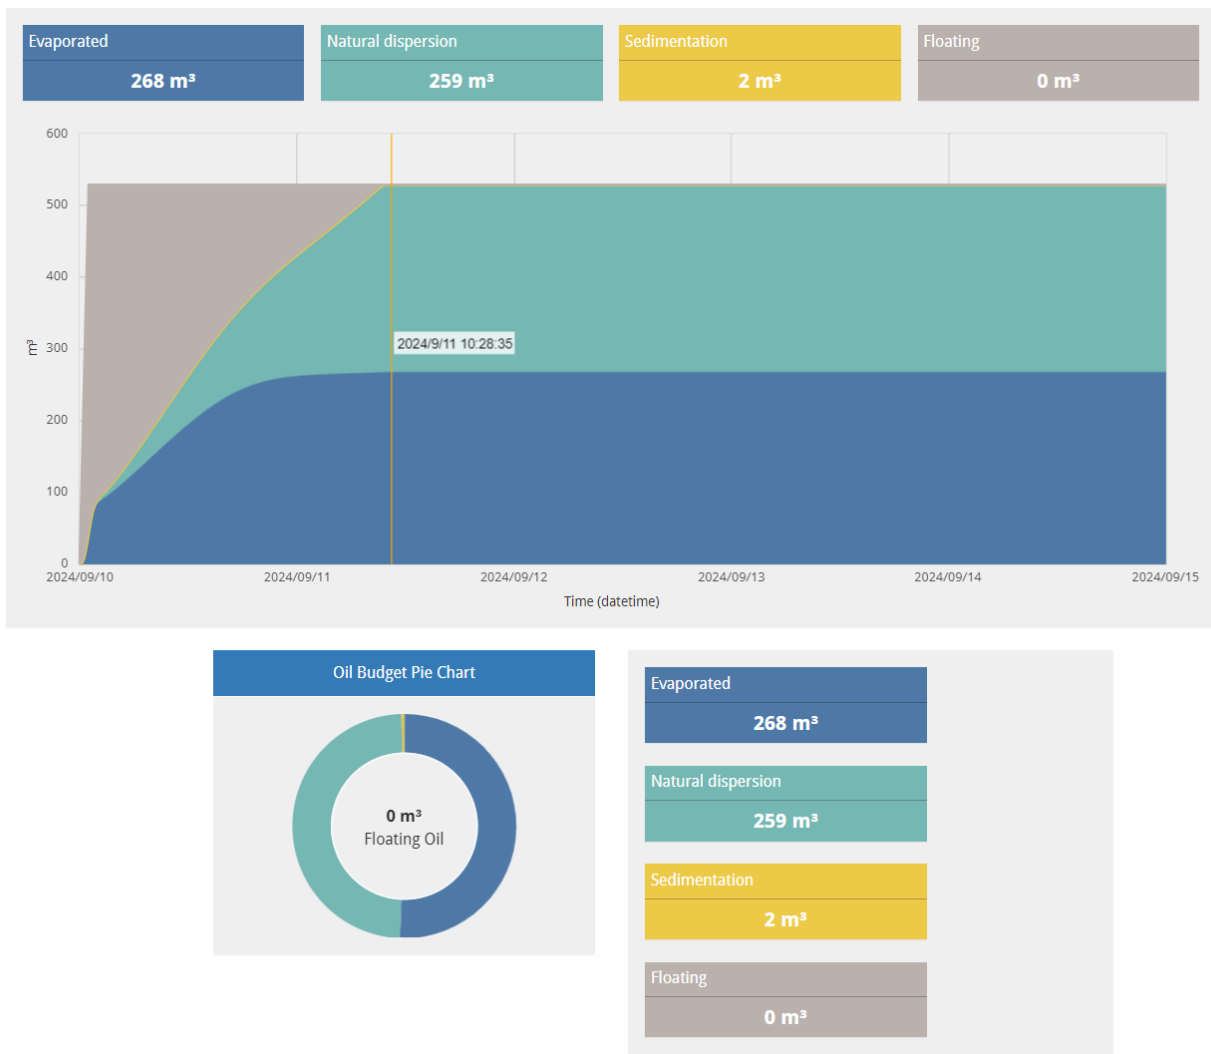 Evaporated
268 m³
Natural dispersion
259 m³
Sedimentation
2 m³
Floating
0 m³
600
500
400
300
200
100
0
m³
2024/9/11 10:28:35
2024/09/10
2024/09/11
2024/09/12
2024/09/13
2024/09/14
2024/09/15
Time (datetime)
Oil Budget Pie Chart
0 m³
Floating Oil
Evaporated
268 m³
Natural dispersion
259 m³
Sedimentation
2 m³
Floating
0 m³